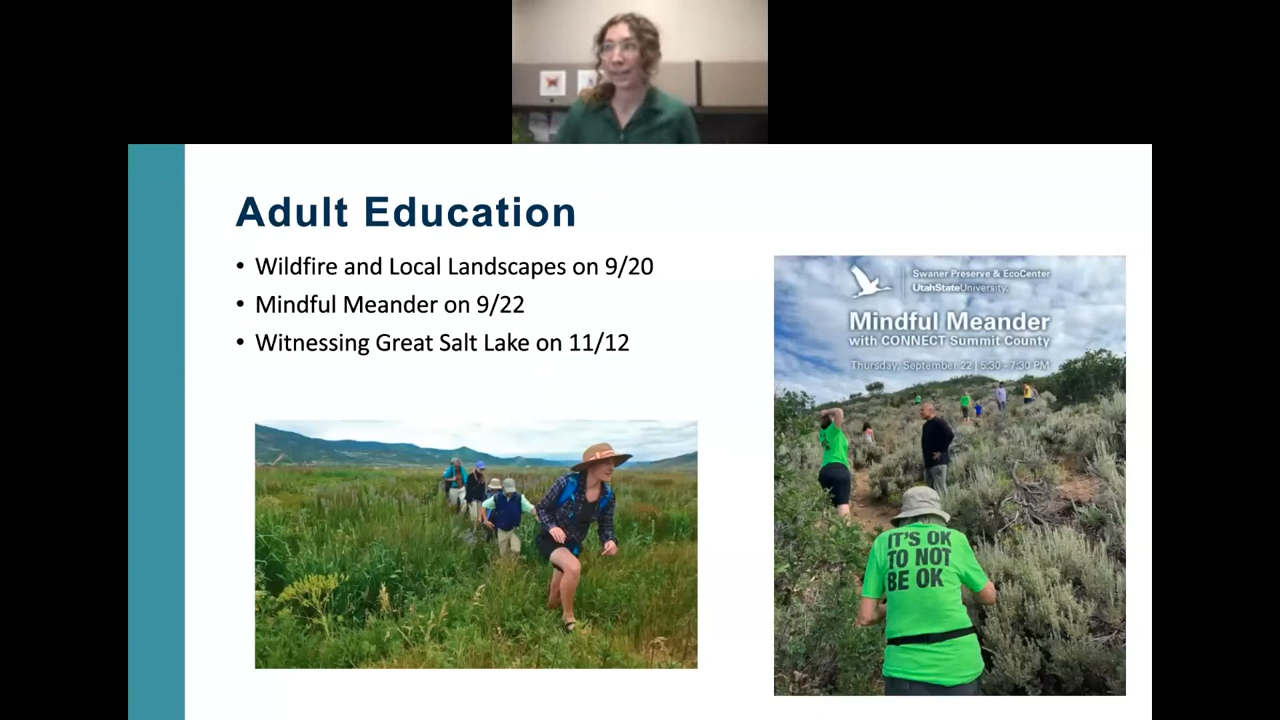 Adult Education
• Wildfire and Local Landscapes on 9/20
• Mindful Meander on 9/22
• Witnessing Great Salt Lake on 11/12
Swaner Preserve & EcoCenter
UtahStateUniversity.
Mindful Meander
with CONNECT Summit County
Thursday, September 22 | 5:30 - 7:30 PM
IT'S OK
TO NOT
BE OK